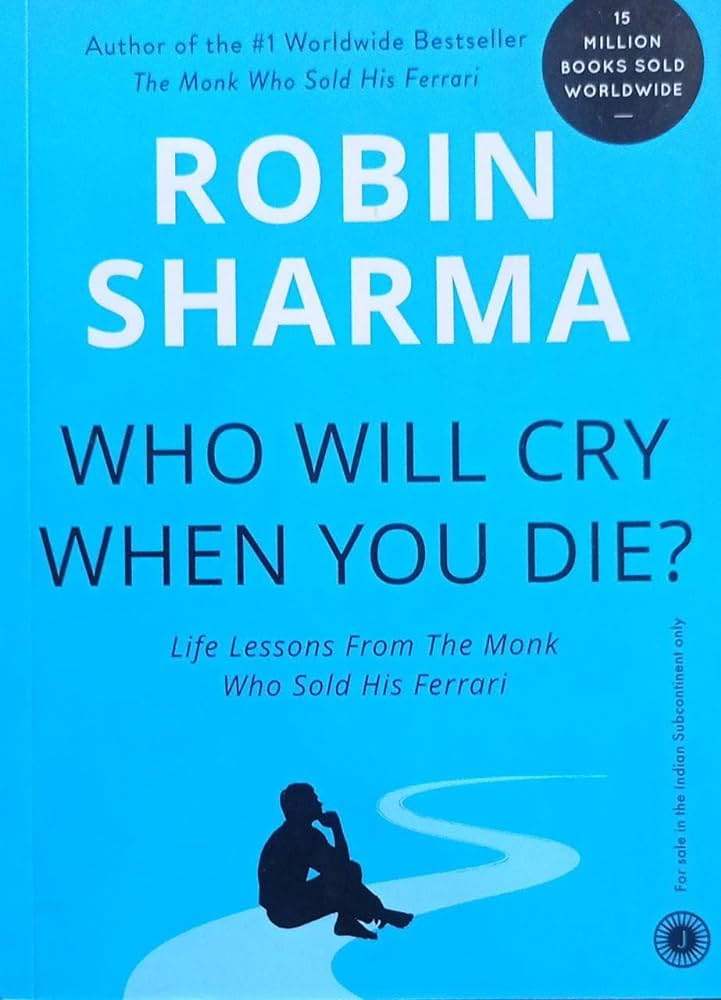 Author of the #1 Worldwide Bestseller
The Monk Who Sold His Ferrari
15
MILLION
BOOKS SOLD
WORLDWIDE
—
ROBIN
SHARMA
WHO WILL CRY
WHEN YOU DIE?
Life Lessons From The Monk
Who Sold His Ferrari
For sale in the Indian Subcontinent only
J